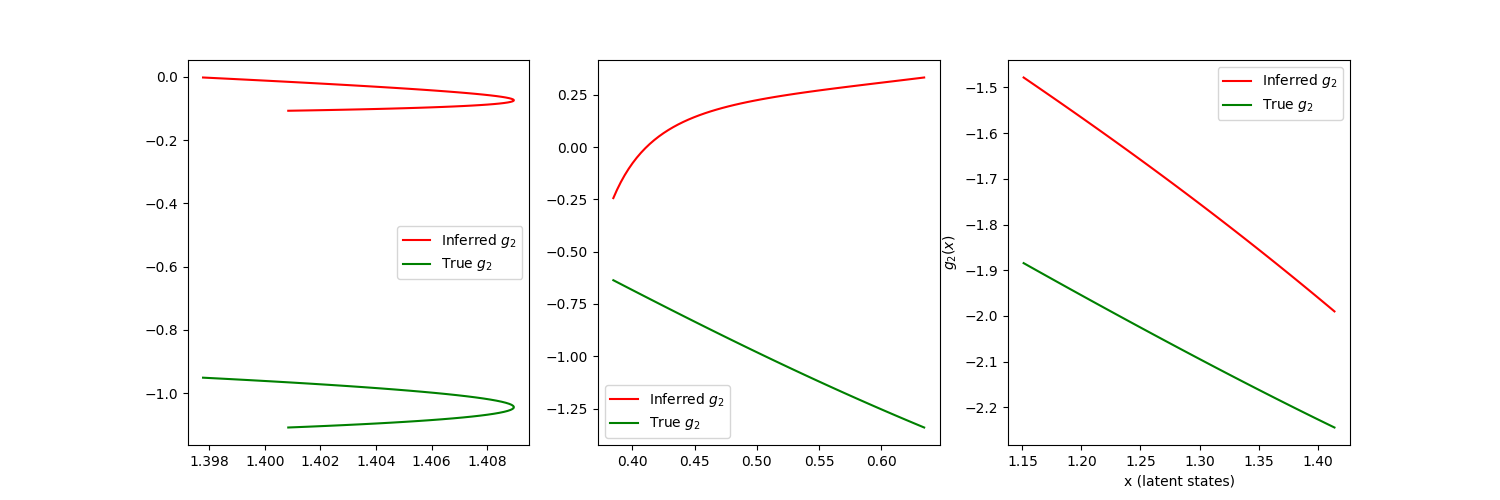 0.0
−0.2
−0.4
−0.6
−0.8
−1.0
1.398 1.400 1.402 1.404 1.406 1.408
Inferred g₂
True g₂
0.25
0.00
−0.25
−0.50
−0.75
−1.00
−1.25
0.40 0.45 0.50 0.55 0.60
Inferred g₂
True g₂
g₂(x)
−1.5
−1.6
−1.7
−1.8
−1.9
−2.0
−2.1
−2.2
1.15 1.20 1.25 1.30 1.35 1.40
x (latent states)
Inferred g₂
True g₂